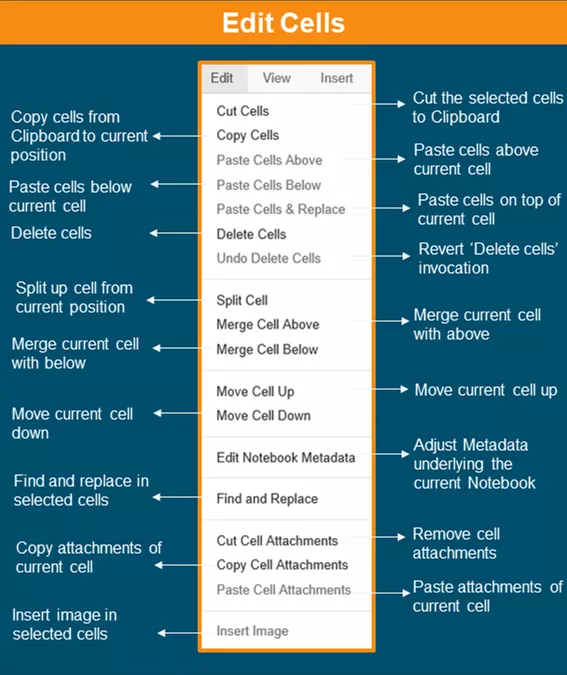 Edit Cells
Edit View Insert
Cut Cells
Copy Cells
Paste Cells Above
Paste Cells Below
Paste Cells & Replace
Delete Cells
Undo Delete Cells
Split Cell
Merge Cell Above
Merge Cell Below
Move Cell Up
Move Cell Down
Edit Notebook Metadata
Find and Replace
Cut Cell Attachments
Copy Cell Attachments
Paste Cell Attachments
Insert Image
Copy cells from
Clipboard to current
position
Paste cells below
current cell
Delete cells
Split up cell from
current position
Merge current cell
with below
Move current cell
down
Find and replace in
selected cells
Copy attachments of
current cell
Insert image in
selected cells
Cut the selected cells
to Clipboard
Paste cells above
current cell
Paste cells on top of
current cell
Revert ‘Delete cells’
invocation
Merge current cell
with above
Move current cell up
Adjust Metadata
underlying the
current Notebook
Remove cell
attachments
Paste attachments of
current cell